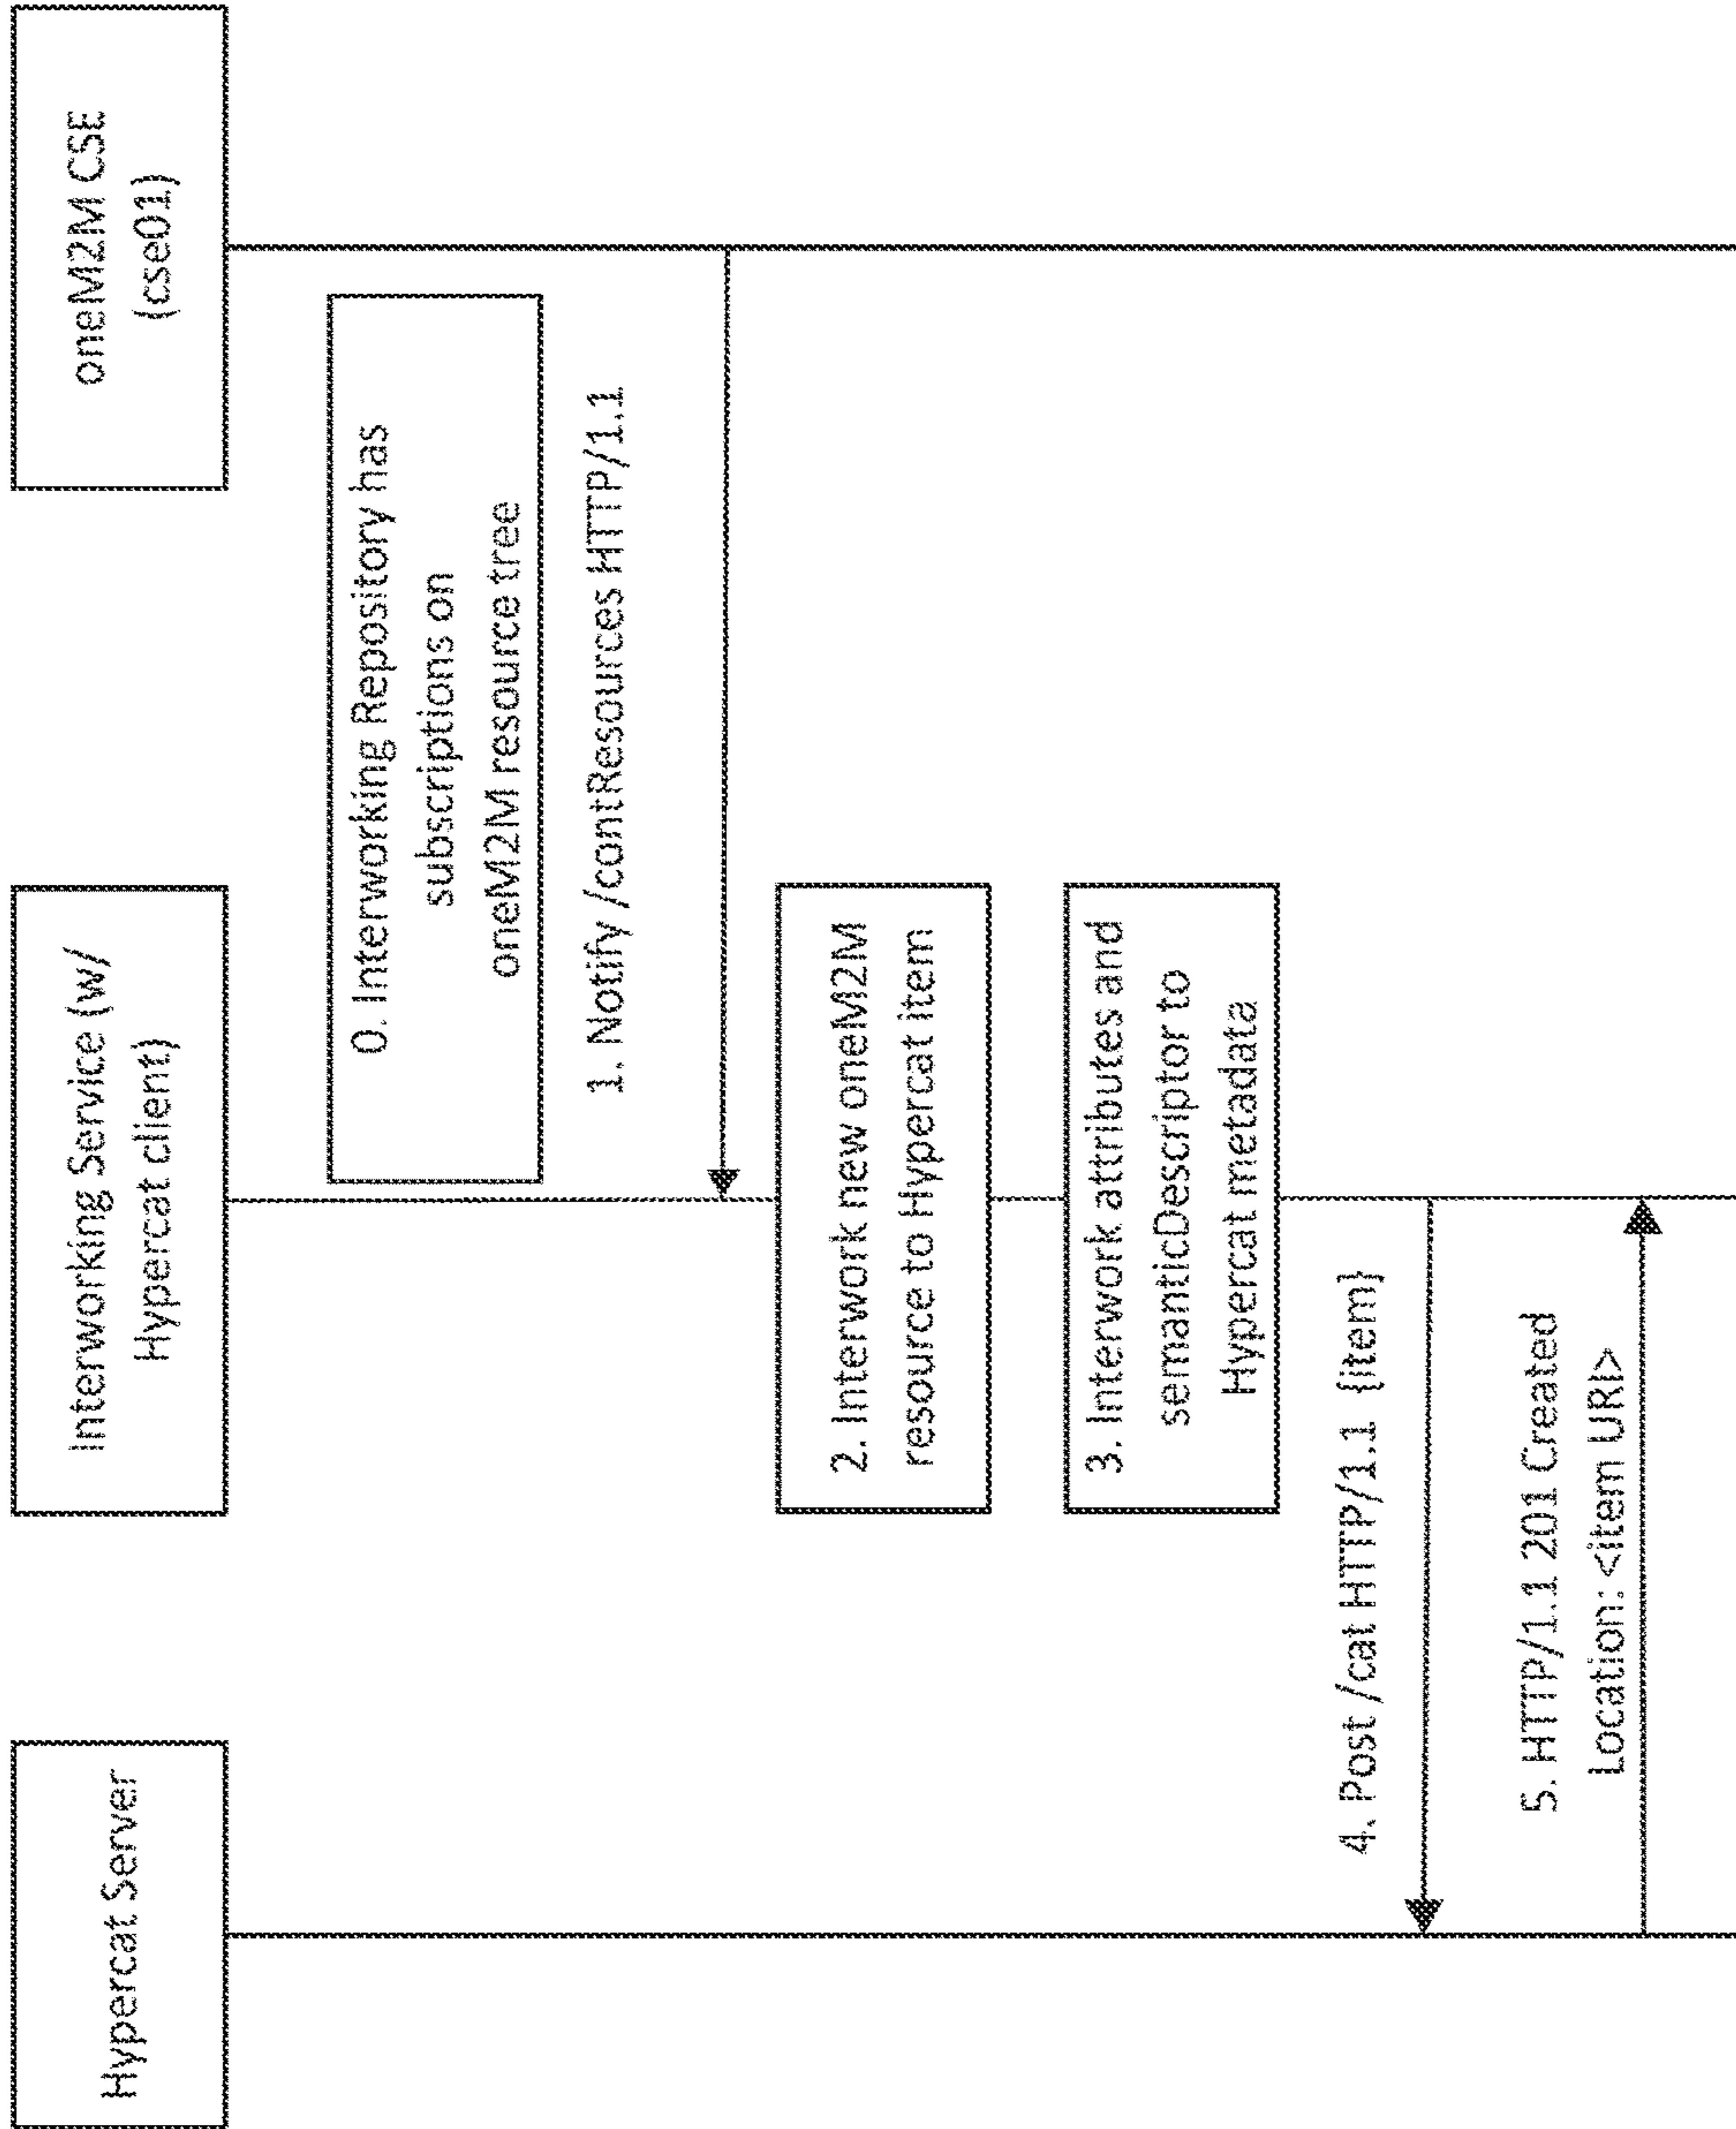 Hypercat Server
Interworking Service (w/
Hypercat client)
oneM2M CSE
(cse01)
0. Interworking Repository has
subscriptions on
oneM2M resource tree
1. Notify /contResources HTTP/1.1
2. Interwork new oneM2M
resource to Hypercat item
3. Interwork attributes and
semanticDescriptor to
Hypercat metadata
4. Post /cat HTTP/1.1 {item}
5. HTTP/1.1 201 Created
Location: <item URI>